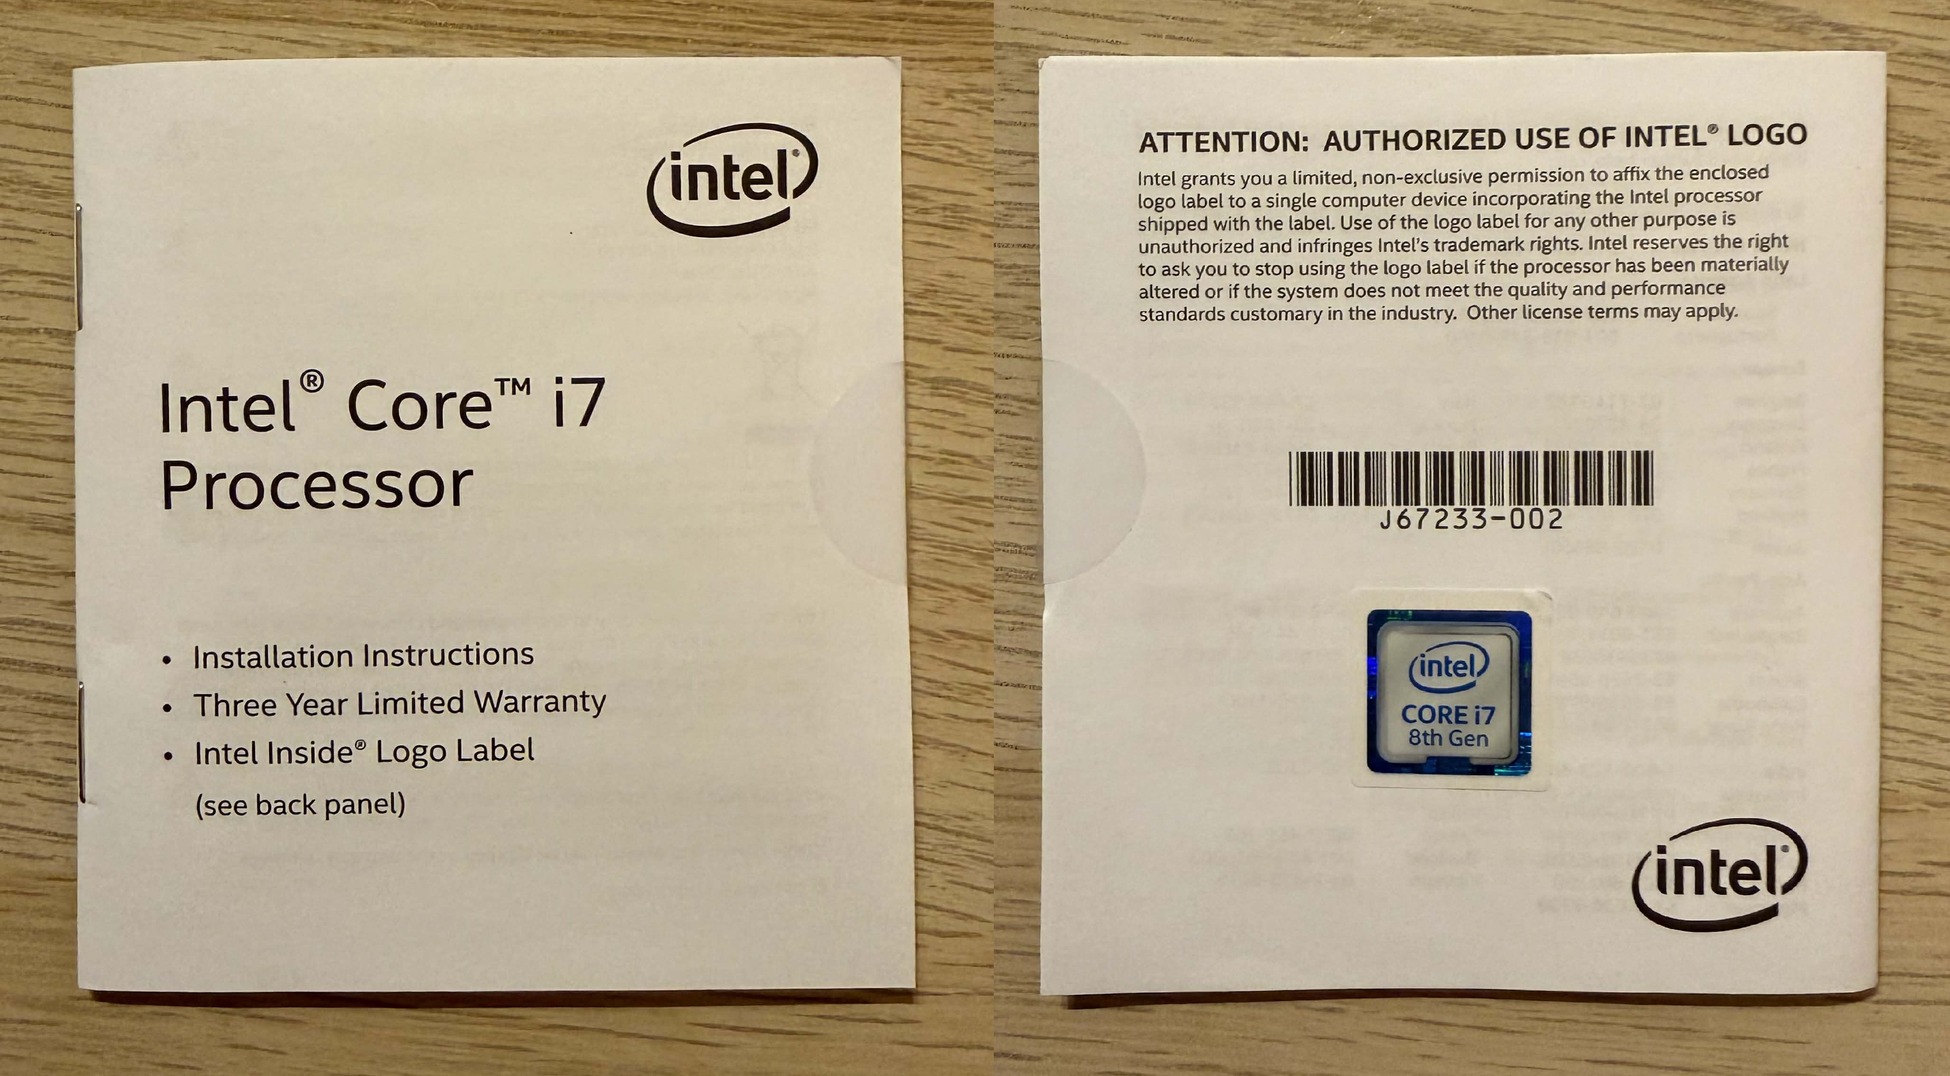 intel®
Intel® Core™ i7
Processor
• Installation Instructions
• Three Year Limited Warranty
• Intel Inside® Logo Label
(see back panel)
ATTENTION: AUTHORIZED USE OF INTEL® LOGO
Intel grants you a limited, non-exclusive permission to affix the enclosed
logo label to a single computer device incorporating the Intel processor
shipped with the label. Use of the logo label for any other purpose is
unauthorized and infringes Intel's trademark rights. Intel reserves the right
to ask you to stop using the logo label if the processor has been materially
altered or if the system does not meet the quality and performance
standards customary in the industry. Other license terms may apply.
J67233-002
intel
CORE i7
8th Gen
intel®